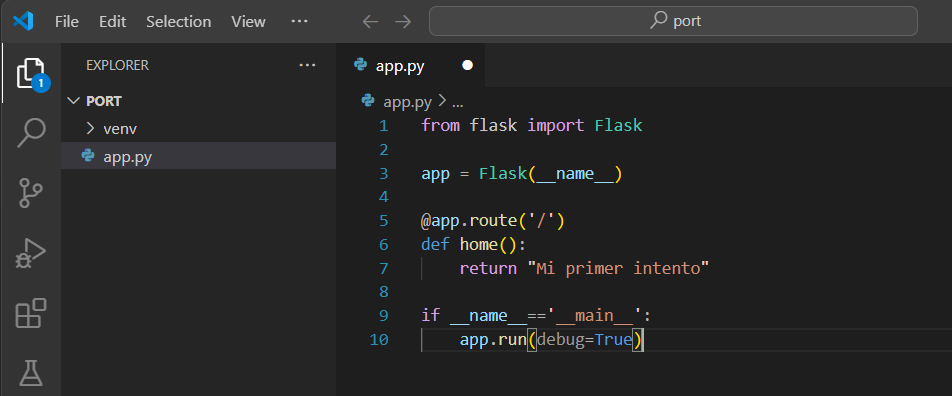 File Edit Selection View ···
port
EXPLORER ···
PORT
venv
app.py
app.py
app.py > ...
1 from flask import Flask
2
3 app = Flask(__name__)
4
5 @app.route('/')
6 def home():
7 return "Mi primer intento"
8
9 if __name__=='__main__':
10 app.run(debug=True)
1